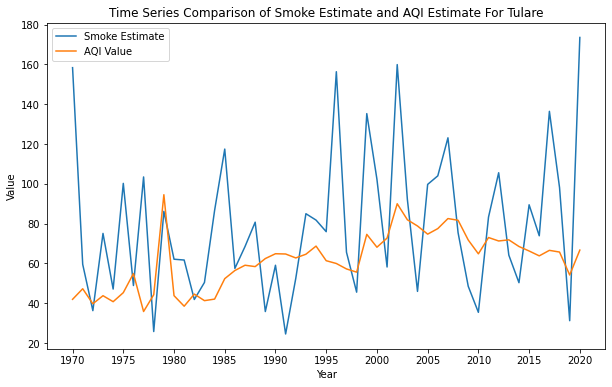 Time Series Comparison of Smoke Estimate and AQI Estimate For Tulare
Smoke Estimate
AQI Value
180
160
140
120
100
80
60
40
20
Value
1970 1975 1980 1985 1990 1995 2000 2005 2010 2015 2020
Year